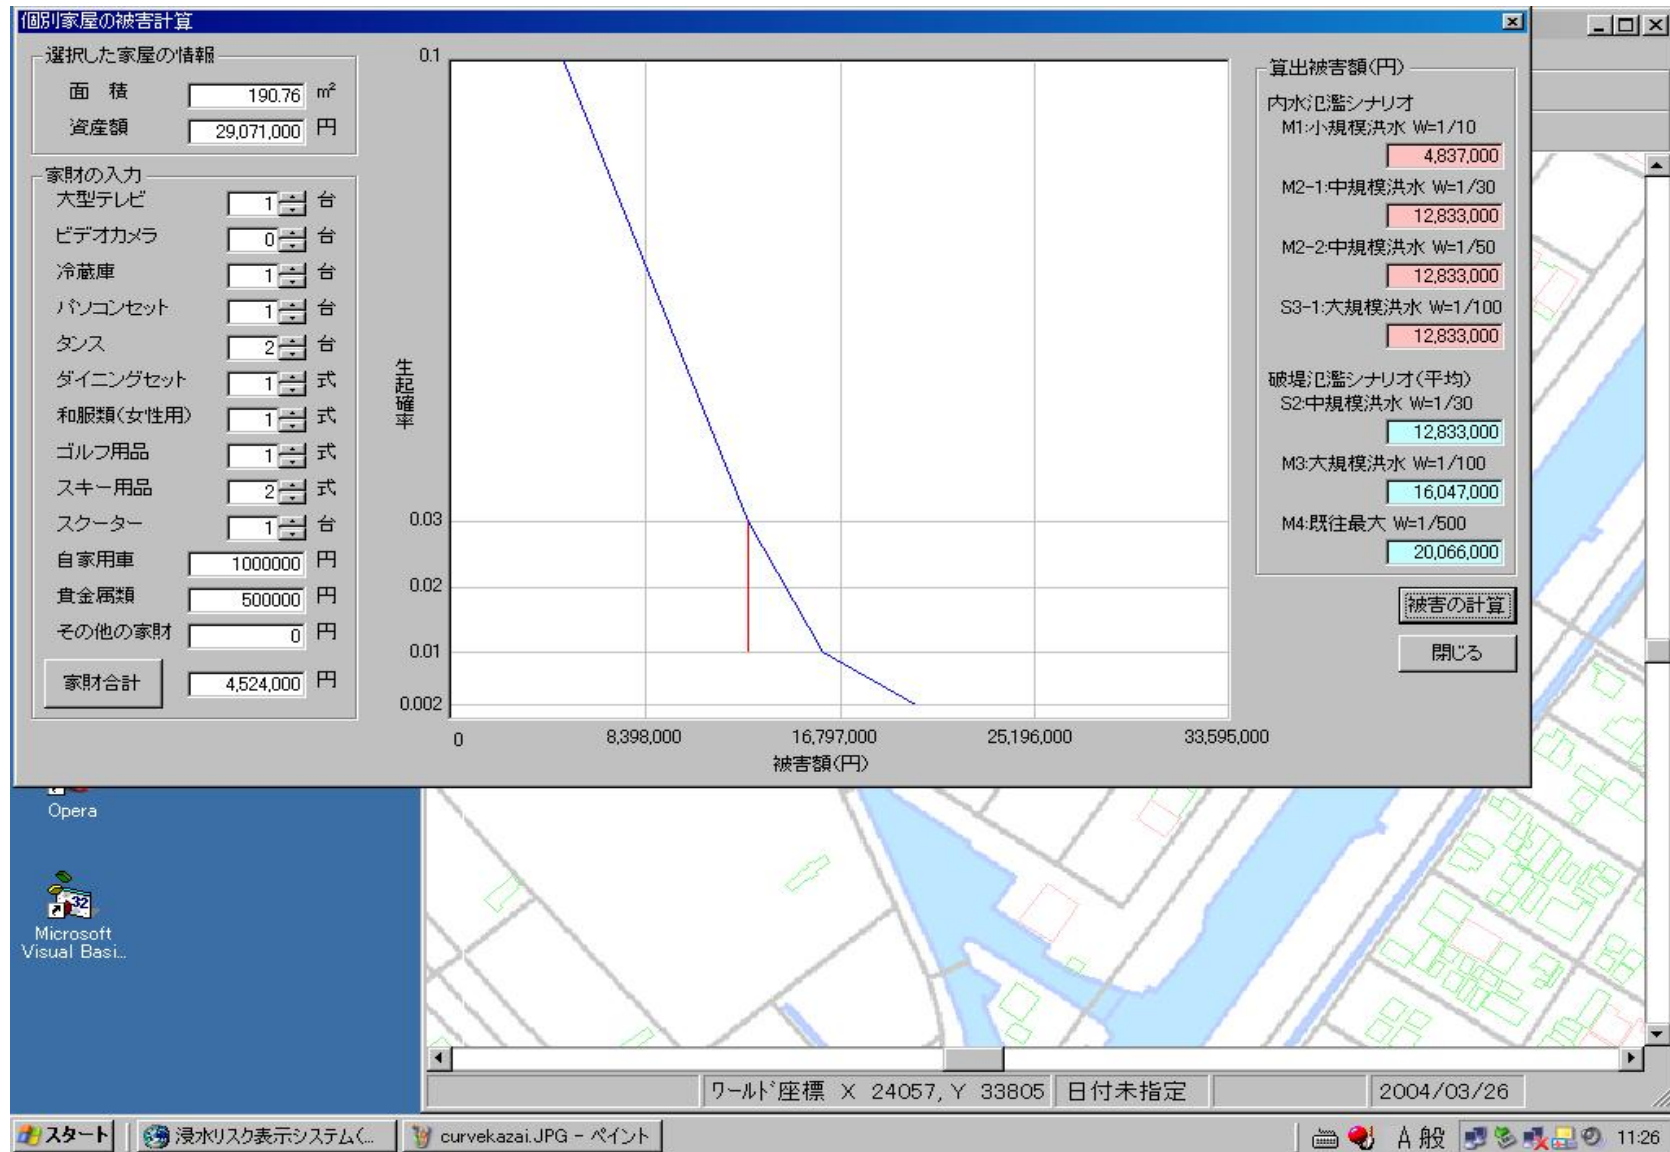 個別家屋の被害計算
選択した家屋の情報
面 積 190.76 m²
資産額 29,071,000 円
家財の入力
大型テレビ 1 台
ビデオカメラ 0 台
冷蔵庫 1 台
パソコンセット 1 台
タンス 2 台
ダイニングセット 1 式
和服類(女性用) 1 式
ゴルフ用品 1 式
スキー用品 2 式
スクーター 1 台
自家用車 1000000 円
貴金属類 500000 円
その他の家財 0 円
家財合計 4,524,000 円
生起確率
0.1
0.03
0.02
0.01
0.002
0 8,398,000 16,797,000 25,196,000 33,595,000
被害額(円)
算出被害額(円)
内水氾濫シナリオ
M1:小規模洪水 W=1/10
4,837,000
M2-1:中規模洪水 W=1/30
12,833,000
M2-2:中規模洪水 W=1/50
12,833,000
S3-1:大規模洪水 W=1/100
12,833,000
破堤氾濫シナリオ(平均)
S2:中規模洪水 W=1/30
12,833,000
M3:大規模洪水 W=1/100
16,047,000
M4:既往最大 W=1/500
20,066,000
被害の計算
閉じる
Opera
32
Microsoft
Visual Basi...
ワールド座標 X 24057, Y 33805 日付未指定 2004/03/26
スタート 浸水リスク表示システム(... curvekazai.JPG - ペイント A 般 11:26